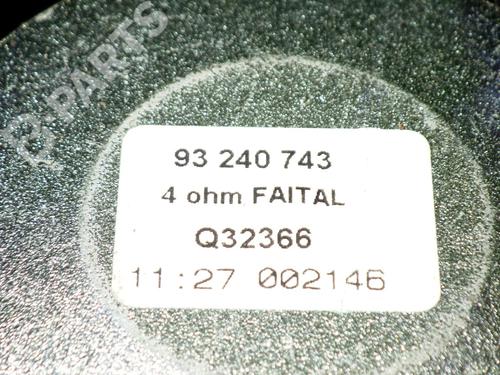 B-PARTS
93 240 743
4 ohm FAITAL
Q32366
11:27 002146